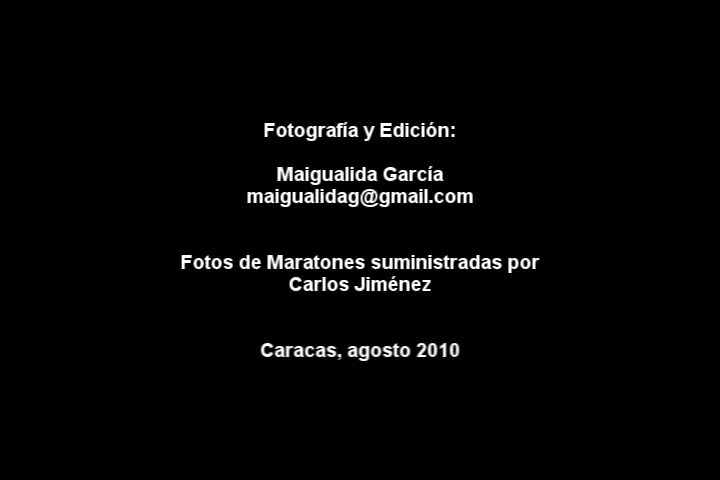 Fotografía y Edición:
Maigualida García
maigualidag@gmail.com
Fotos de Maratones suministradas por
Carlos Jiménez
Caracas, agosto 2010